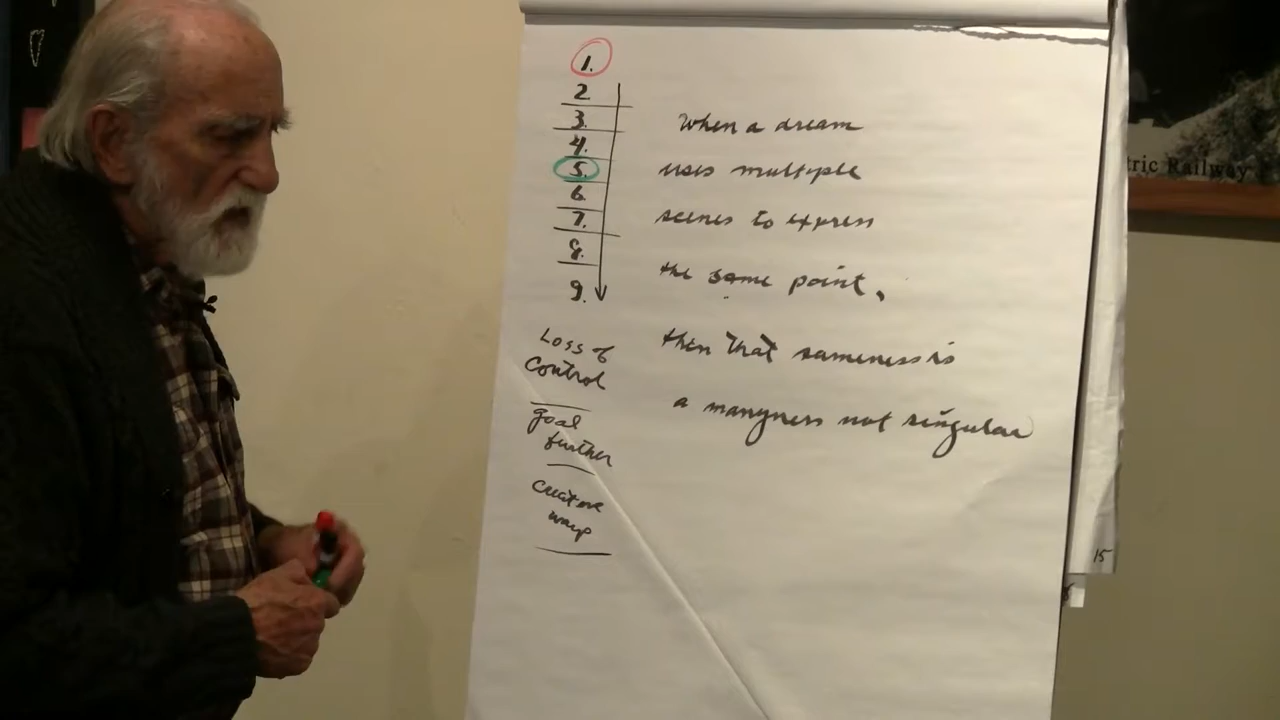 1.
2
3.
4.
5.
6.
7.
8.
9.
When a dream
uses multiple
scenes to express
the same point,
then that sameness is
a manyness not singular
Loss of
control
goal
further
creative
ways
tric Railway
15